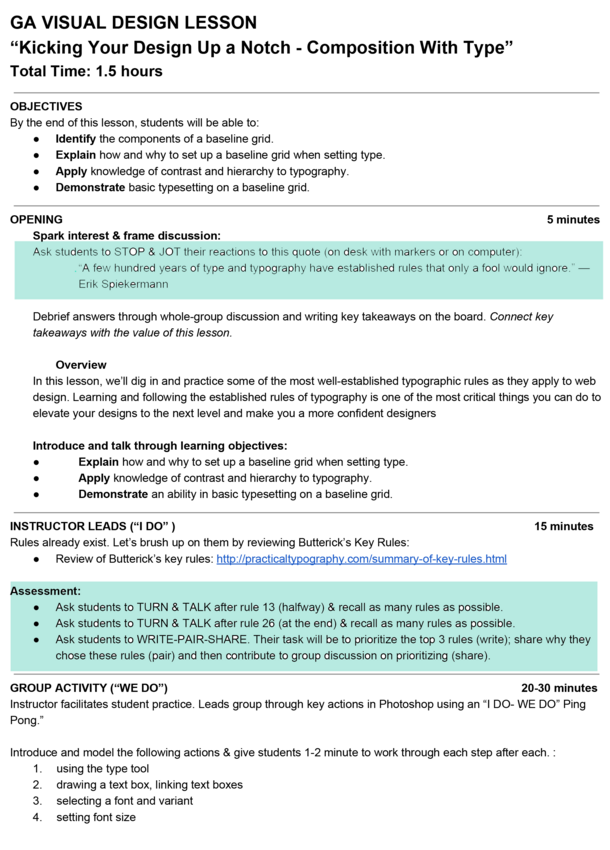 GA VISUAL DESIGN LESSON
“Kicking Your Design Up a Notch - Composition With Type”
Total Time: 1.5 hours
OBJECTIVES
By the end of this lesson, students will be able to:
● Identify the components of a baseline grid.
● Explain how and why to set up a baseline grid when setting type.
● Apply knowledge of contrast and hierarchy to typography.
● Demonstrate basic typesetting on a baseline grid.
OPENING 5 minutes
Spark interest & frame discussion:
Ask students to STOP & JOT their reactions to this quote (on desk with markers or on computer):
.“A few hundred years of type and typography have established rules that only a fool would ignore.” —
Erik Spiekermann
Debrief answers through whole-group discussion and writing key takeaways on the board. Connect key
takeaways with the value of this lesson.
Overview
In this lesson, we’ll dig in and practice some of the most well-established typographic rules as they apply to web
design. Learning and following the established rules of typography is one of the most critical things you can do to
elevate your designs to the next level and make you a more confident designers
Introduce and talk through learning objectives:
● Explain how and why to set up a baseline grid when setting type.
● Apply knowledge of contrast and hierarchy to typography.
● Demonstrate an ability in basic typesetting on a baseline grid.
INSTRUCTOR LEADS (“I DO” ) 15 minutes
Rules already exist. Let’s brush up on them by reviewing Butterick’s Key Rules:
● Review of Butterick’s key rules: http://practicaltypography.com/summary-of-key-rules.html
Assessment:
● Ask students to TURN & TALK after rule 13 (halfway) & recall as many rules as possible.
● Ask students to TURN & TALK after rule 26 (at the end) & recall as many rules as possible.
● Ask students to WRITE-PAIR-SHARE. Their task will be to prioritize the top 3 rules (write); share why they
chose these rules (pair) and then contribute to group discussion on prioritizing (share).
GROUP ACTIVITY (“WE DO”) 20-30 minutes
Instructor facilitates student practice. Leads group through key actions in Photoshop using an “I DO- WE DO” Ping
Pong.”
Introduce and model the following actions & give students 1-2 minute to work through each step after each. :
1. using the type tool
2. drawing a text box, linking text boxes
3. selecting a font and variant
4. setting font size